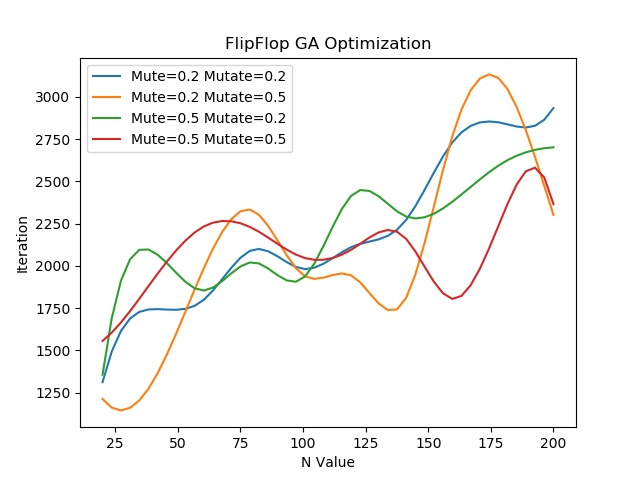 FlipFlop GA Optimization
Mute=0.2 Mutate=0.2
Mute=0.2 Mutate=0.5
Mute=0.5 Mutate=0.2
Mute=0.5 Mutate=0.5
Iteration
3000
2750
2500
2250
2000
1750
1500
1250
25 50 75 100 125 150 175 200
N Value